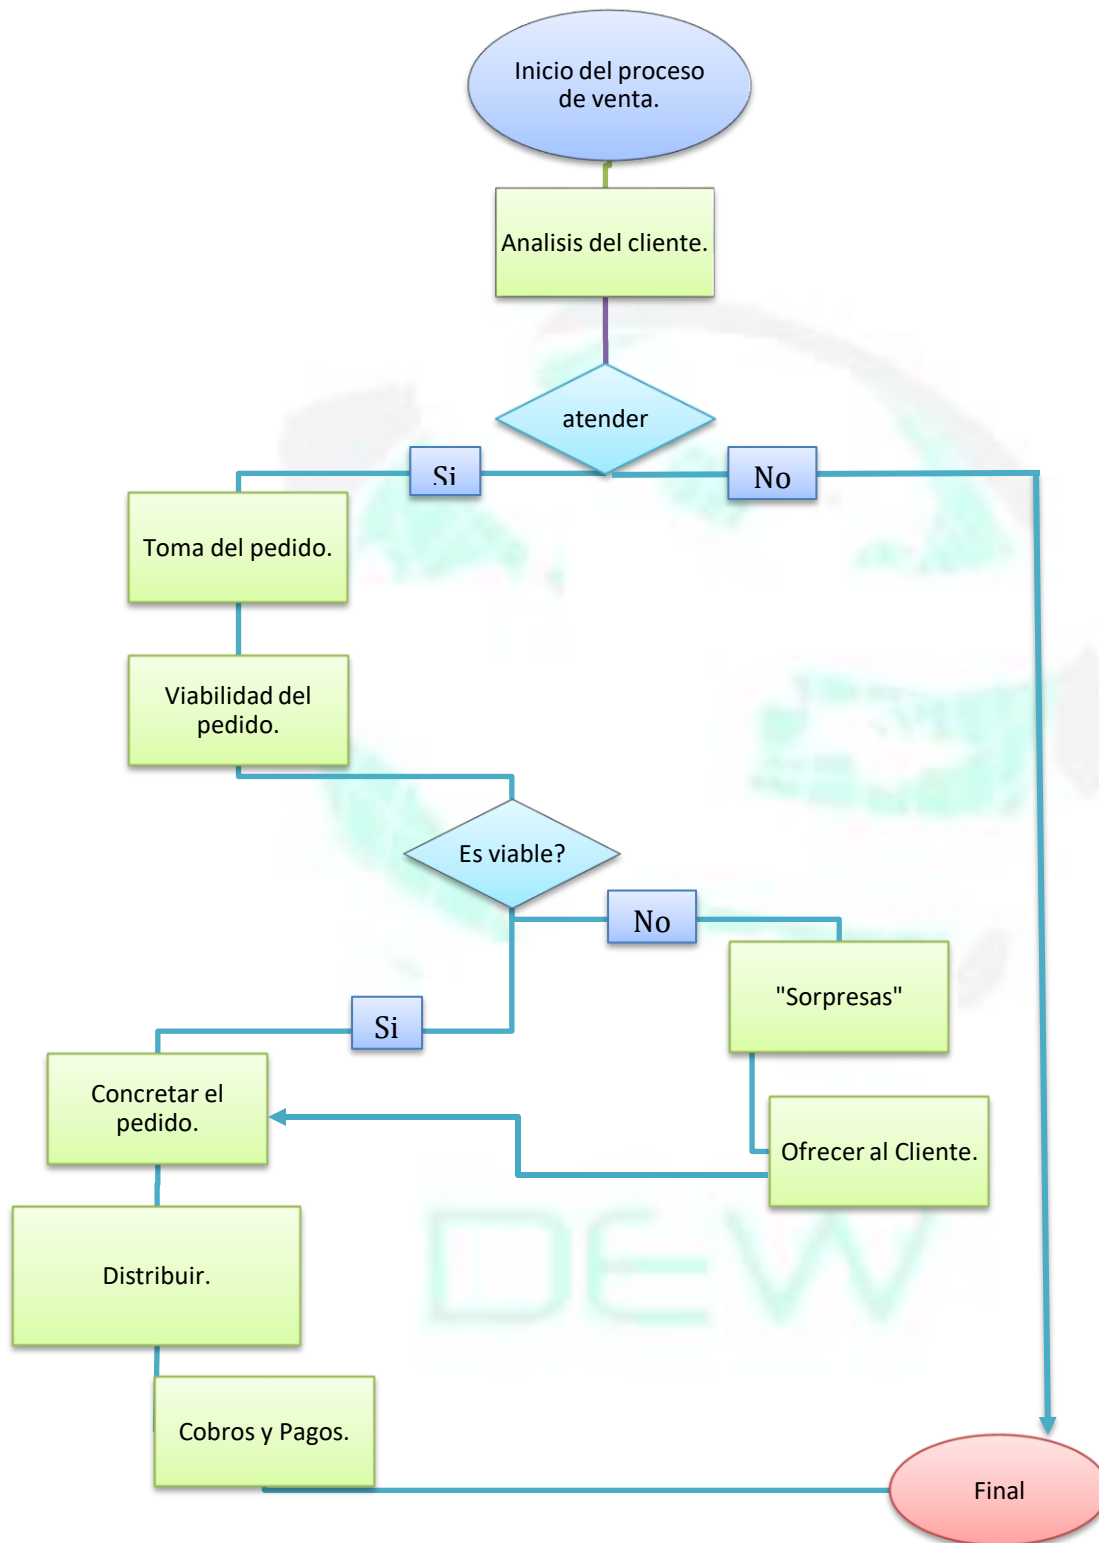 Inicio del proceso
de venta.
Analisis del cliente.
atender
Si
No
Toma del pedido.
Viabilidad del
pedido.
Es viable?
No
"Sorpresas"
Si
Concretar el
pedido.
Ofrecer al Cliente.
DEW
Distribuir.
Cobros y Pagos.
Final